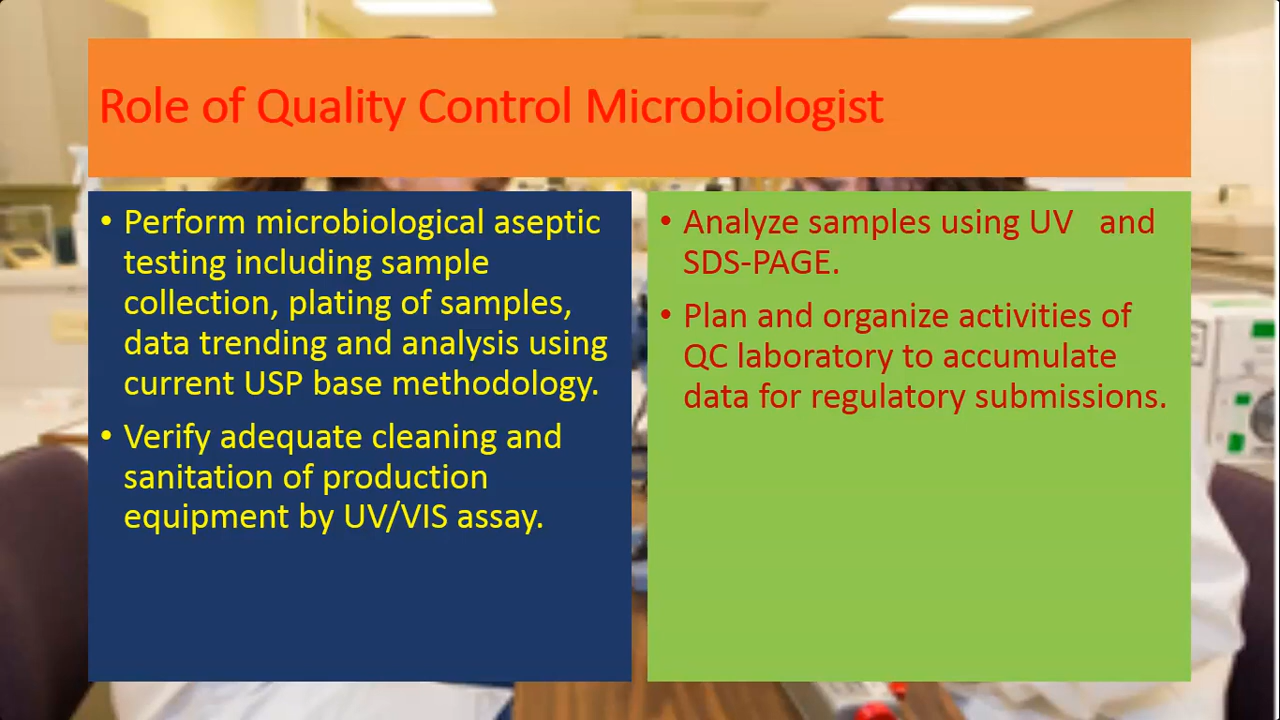 Role of Quality Control Microbiologist
• Perform microbiological aseptic
testing including sample
collection, plating of samples,
data trending and analysis using
current USP base methodology.
• Verify adequate cleaning and
sanitation of production
equipment by UV/VIS assay.
• Analyze samples using UV   and
SDS-PAGE.
• Plan and organize activities of
QC laboratory to accumulate
data for regulatory submissions.